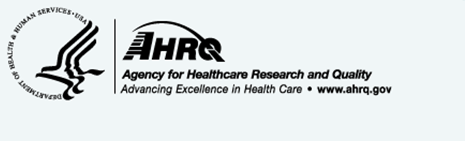 DEPARTMENT OF HEALTH & HUMAN SERVICES • USA
AHRQ
Agency for Healthcare Research and Quality
Advancing Excellence in Health Care • www.ahrq.gov